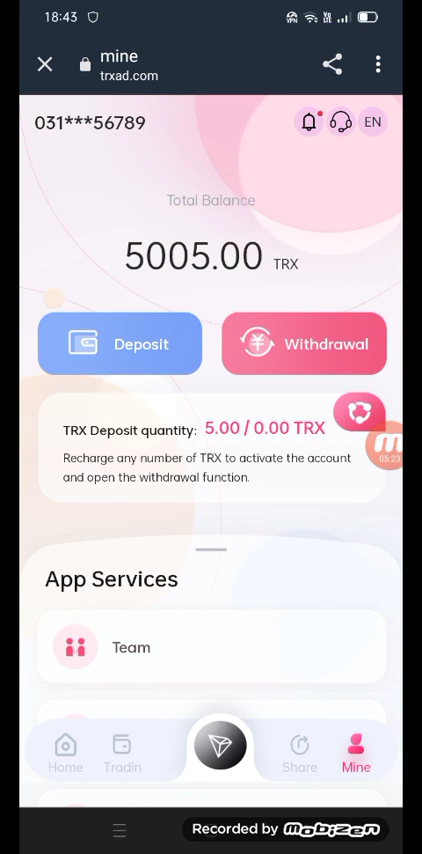 18:43
mine
trxad.com
031***56789
EN
Total Balance
5005.00 TRX
Deposit
Withdrawal
TRX Deposit quantity: 5.00 / 0.00 TRX
Recharge any number of TRX to activate the account
and open the withdrawal function.
05:23
App Services
Team
Home
Tradin
Share
Mine
Recorded by mobizen